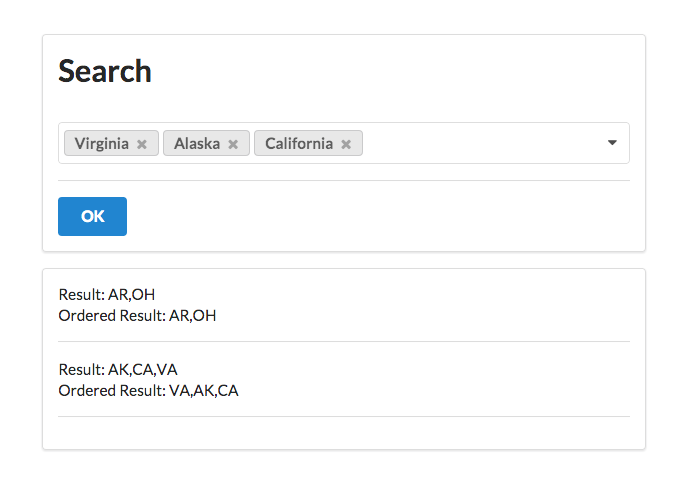 Search
Virginia Alaska California
OK
Result: AR,OH
Ordered Result: AR,OH
Result: AK,CA,VA
Ordered Result: VA,AK,CA